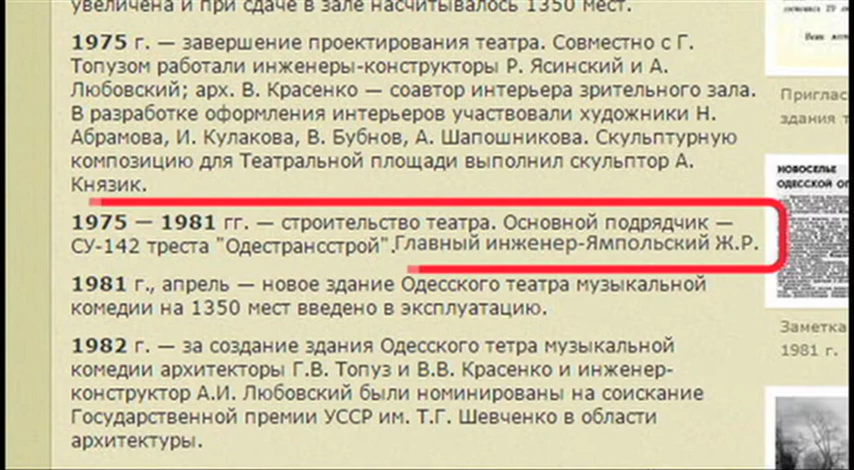 увеличена и при сдаче в зале насчитывалось 1350 мест.
1975 г. — завершение проектирования театра. Совместно с Г.
Топузом работали инженеры-конструкторы Р. Ясинский и А.
Любовский; арх. В. Красенко — соавтор интерьера зрительного зала.
В разработке оформления интерьеров участвовали художники Н.
Абрамова, И. Кулакова, В. Бубнов, А. Шапошникова. Скульптурную
композицию для Театральной площади выполнил скульптор А.
Князик.
1975 — 1981 гг. — строительство театра. Основной подрядчик —
СУ-142 треста "Одестрансстрой".Главный инженер-Ямпольский Ж.Р.
1981 г., апрель — новое здание Одесского театра музыкальной
комедии на 1350 мест введено в эксплуатацию.
1982 г. — за создание здания Одесского тетра музыкальной
комедии архитекторы Г.В. Топуз и В.В. Красенко и инженер-
конструктор А.И. Любовский были номинированы на соискание
Государственной премии УССР им. Т.Г. Шевченко в области
архитектуры.
Приглас
здания т
НОВОСЕЛЬЕ
ОДЕССКОЙ ОП
Заметка
1981 г.